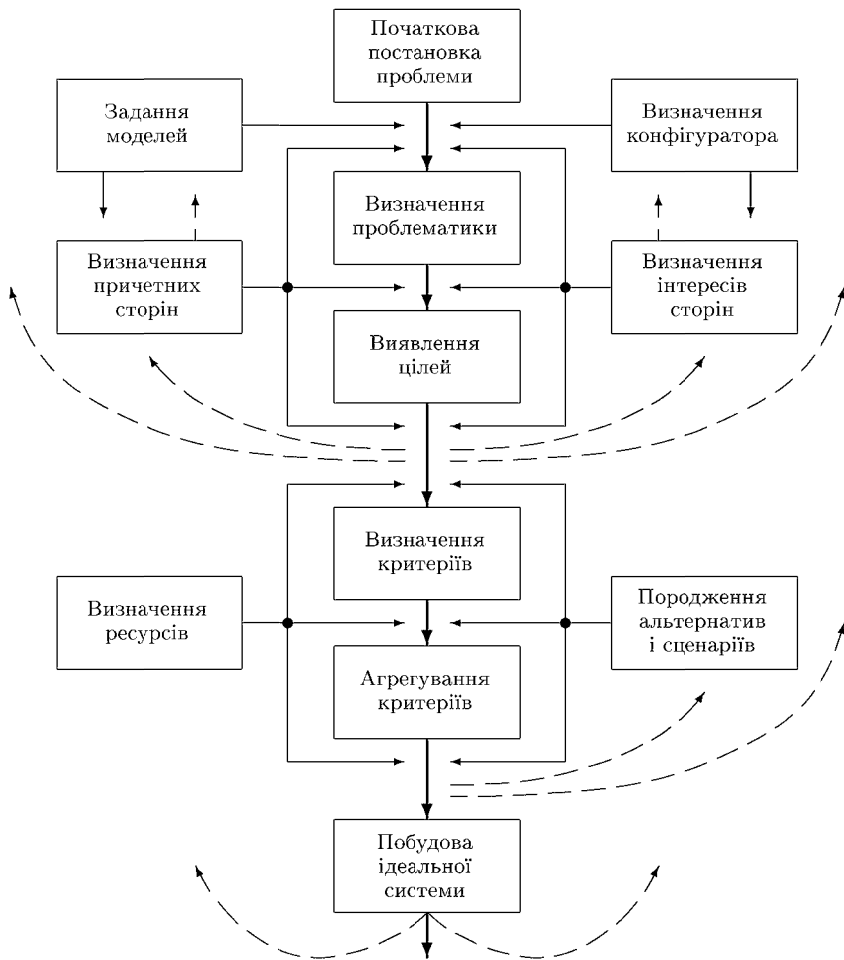 Початкова
постановка
проблеми
Задання
моделей
Визначення
конфігуратора
Визначення
проблематики
Визначення
причетних
сторін
Визначення
інтересів
сторін
Виявлення
цілей
Визначення
критеріїв
Визначення
ресурсів
Породження
альтернатив
і сценаріїв
Агрегування
критеріїв
Побудова
ідеальної
системи